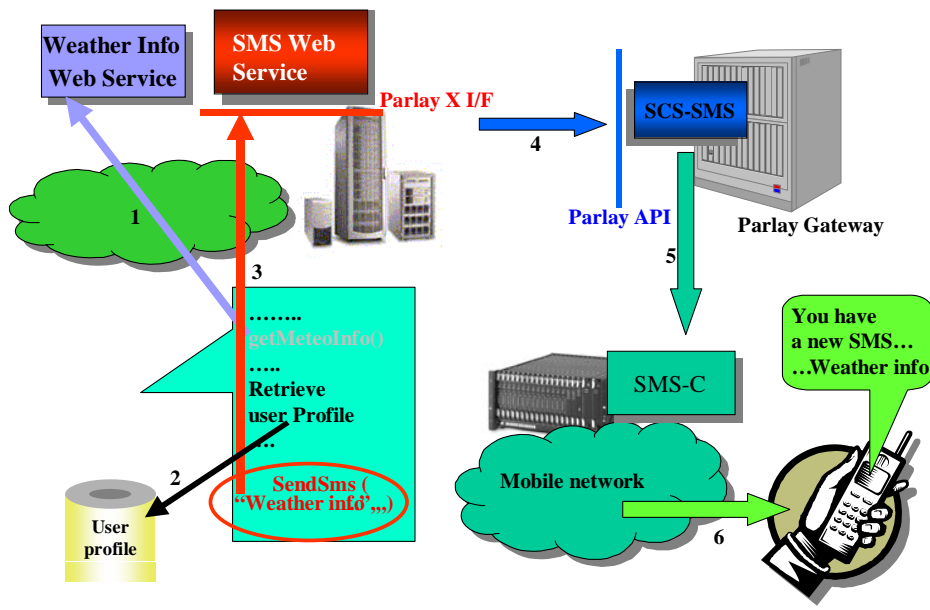 Weather Info
Web Service
SMS Web
Service
Parlay X I/F
SCS-SMS
4
Parlay API
Parlay Gateway
1
3
5
……..
getMeteoInfo()
…..
Retrieve
user Profile
….
2
SendSms (
“Weather info”,,,)
User
profile
SMS-C
Mobile network
You have
a new SMS…
…Weather info
6